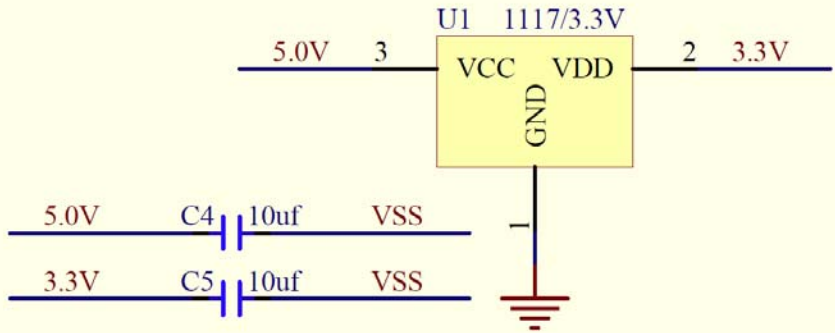 U1 1117/3.3V
5.0V 3 VCC VDD 2 3.3V
GND
1
5.0V C4 10uf VSS
3.3V C5 10uf VSS